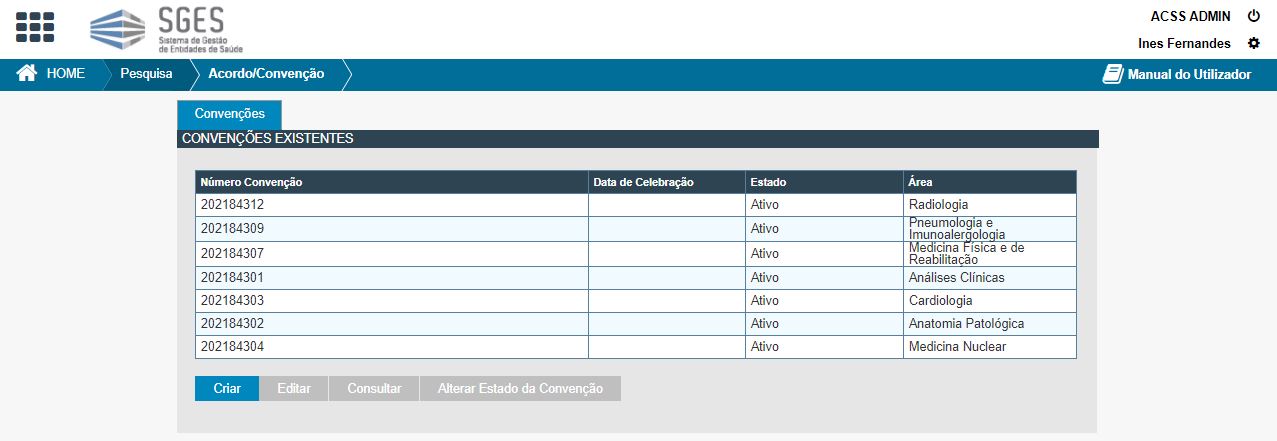 SGES
Sistema de Gestão
de Entidades de Saúde
ACSS ADMIN
Ines Fernandes
HOME Pesquisa Acordo/Convenção Manual do Utilizador
Convenções
CONVENÇÕES EXISTENTES
Número Convenção Data de Celebração Estado Área
202184312 Ativo Radiologia
202184309 Ativo Pneumologia e
Imunoalergologia
202184307 Ativo Medicina Física e de
Reabilitação
202184301 Ativo Análises Clínicas
202184303 Ativo Cardiologia
202184302 Ativo Anatomia Patológica
202184304 Ativo Medicina Nuclear
Criar Editar Consultar Alterar Estado da Convenção